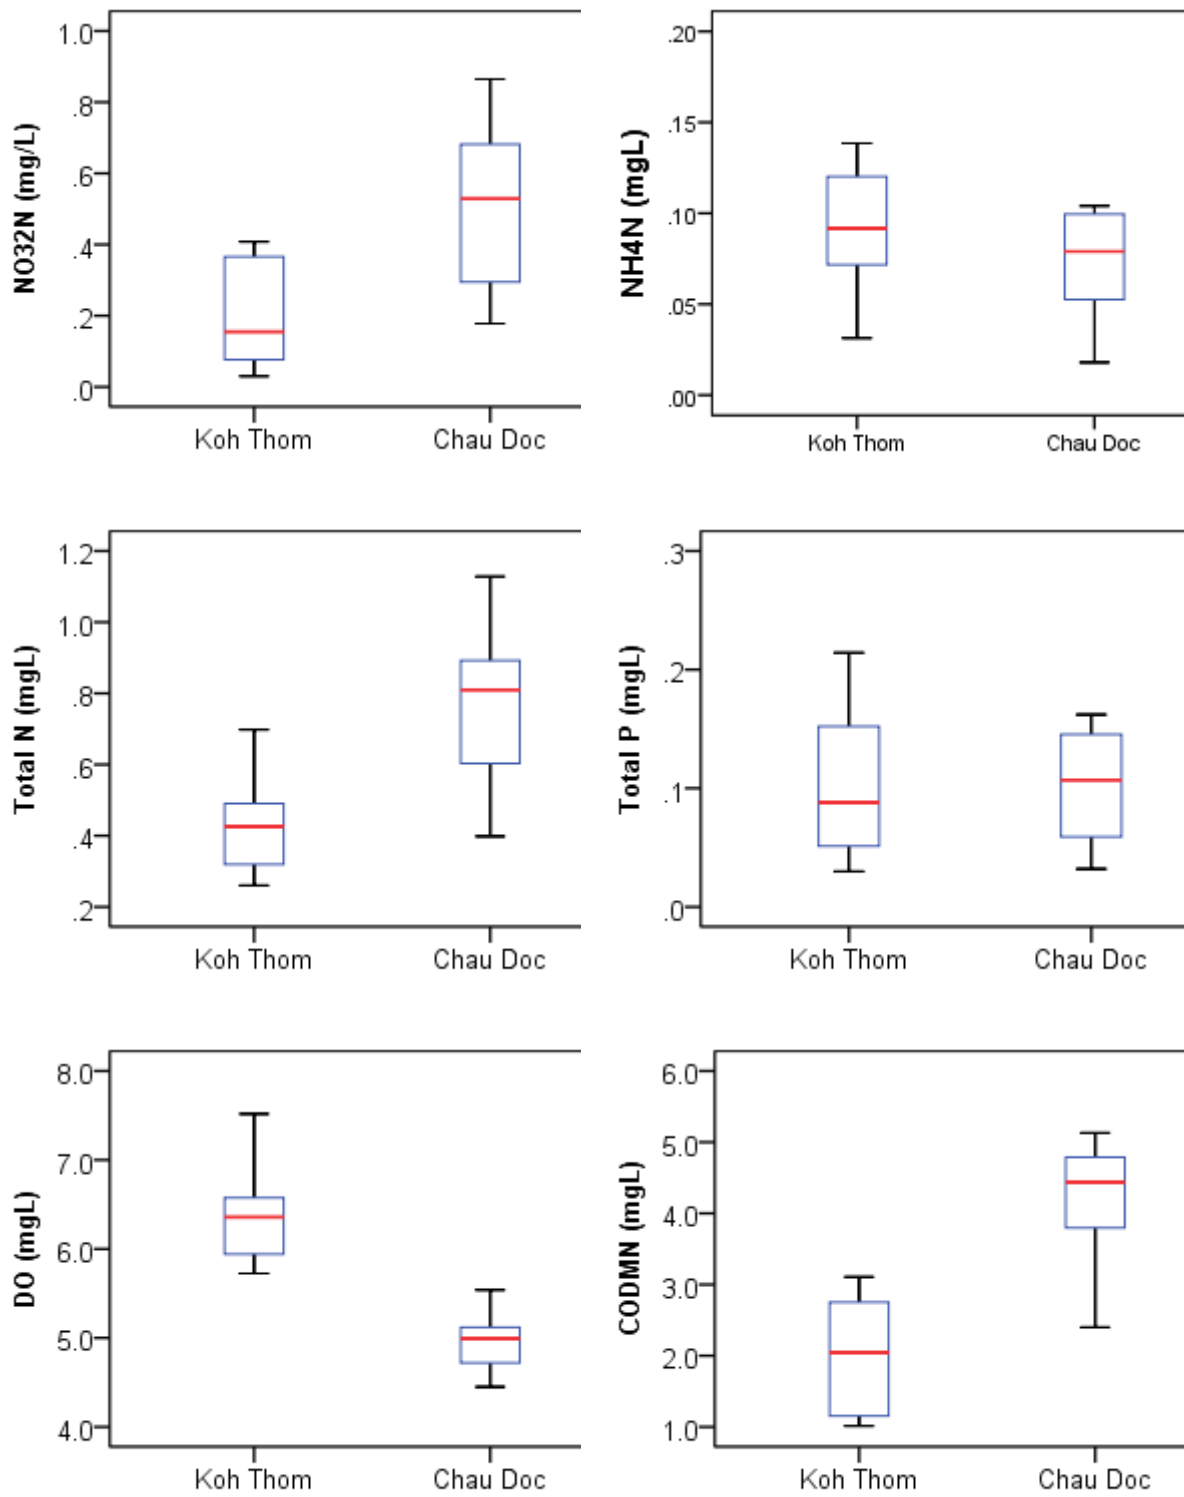 NO32N (mg/L)
1.0
.8
.6
.4
.2
.0
Koh Thom Chau Doc
NH4N (mgL)
.20
.15
.10
.05
.00
Koh Thom Chau Doc
Total N (mgL)
1.2
1.0
.8
.6
.4
.2
Koh Thom Chau Doc
Total P (mgL)
.3
.2
.1
.0
Koh Thom Chau Doc
DO (mgL)
8.0
7.0
6.0
5.0
4.0
Koh Thom Chau Doc
CODMN (mgL)
6.0
5.0
4.0
3.0
2.0
1.0
Koh Thom Chau Doc